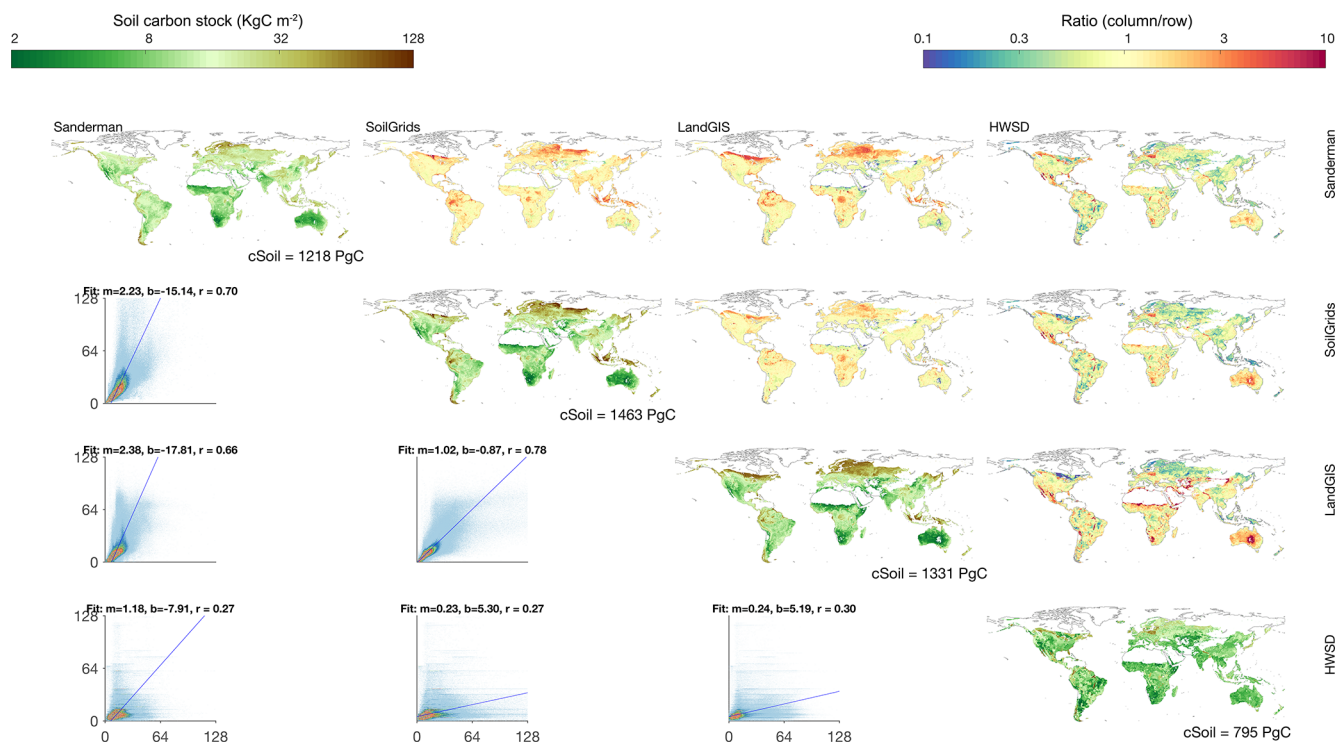 Soil carbon stock (KgC m-2)
2 8 32 128
Ratio (column/row)
0.1 0.3 1 3 10
Sanderman
SoilGrids
LandGIS
HWSD
Sanderman
cSoil = 1218 PgC
Fit: m=2.23, b=-15.14, r = 0.70
128
64
0
cSoil = 1463 PgC
SoilGrids
Fit: m=2.38, b=-17.81, r = 0.66
128
64
0
Fit: m=1.02, b=-0.87, r = 0.78
cSoil = 1331 PgC
LandGIS
Fit: m=1.18, b=-7.91, r = 0.27
128
64
0
0 64 128
Fit: m=0.23, b=5.30, r = 0.27
0 64 128
Fit: m=0.24, b=5.19, r = 0.30
0 64 128
cSoil = 795 PgC
HWSD